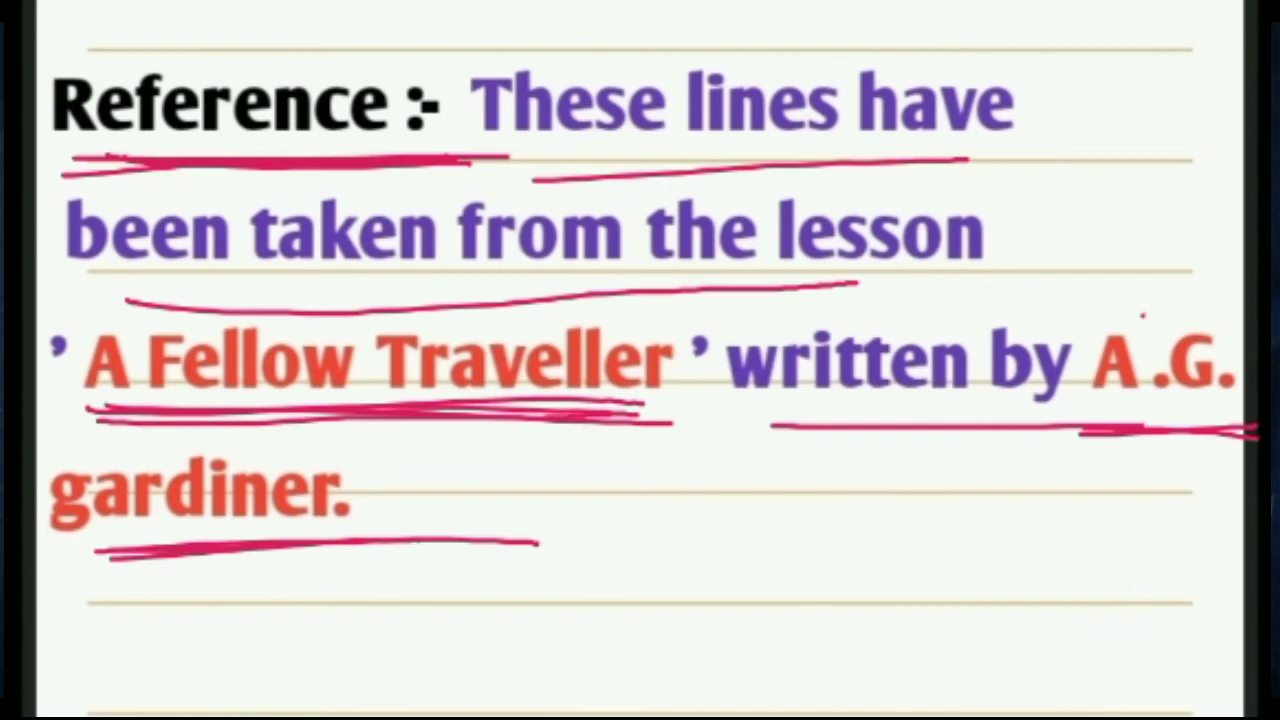 Reference :- These lines have
been taken from the lesson
’ A Fellow Traveller ’ written by A .G.
gardiner.